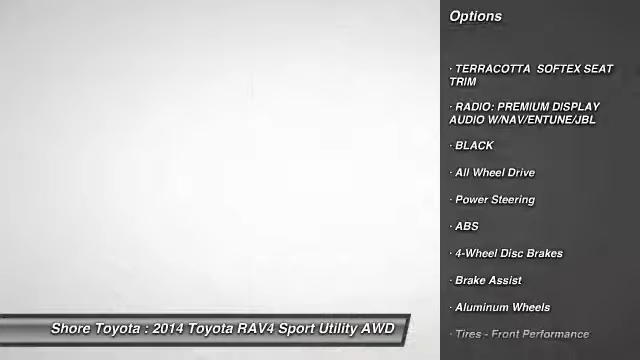 Options
· TERRACOTTA SOFTEX SEAT
TRIM
· RADIO: PREMIUM DISPLAY
AUDIO W/NAV/ENTUNE/JBL
· BLACK
· All Wheel Drive
· Power Steering
· ABS
· 4-Wheel Disc Brakes
· Brake Assist
· Aluminum Wheels
· Tires - Front Performance
Shore Toyota : 2014 Toyota RAV4 Sport Utility AWD